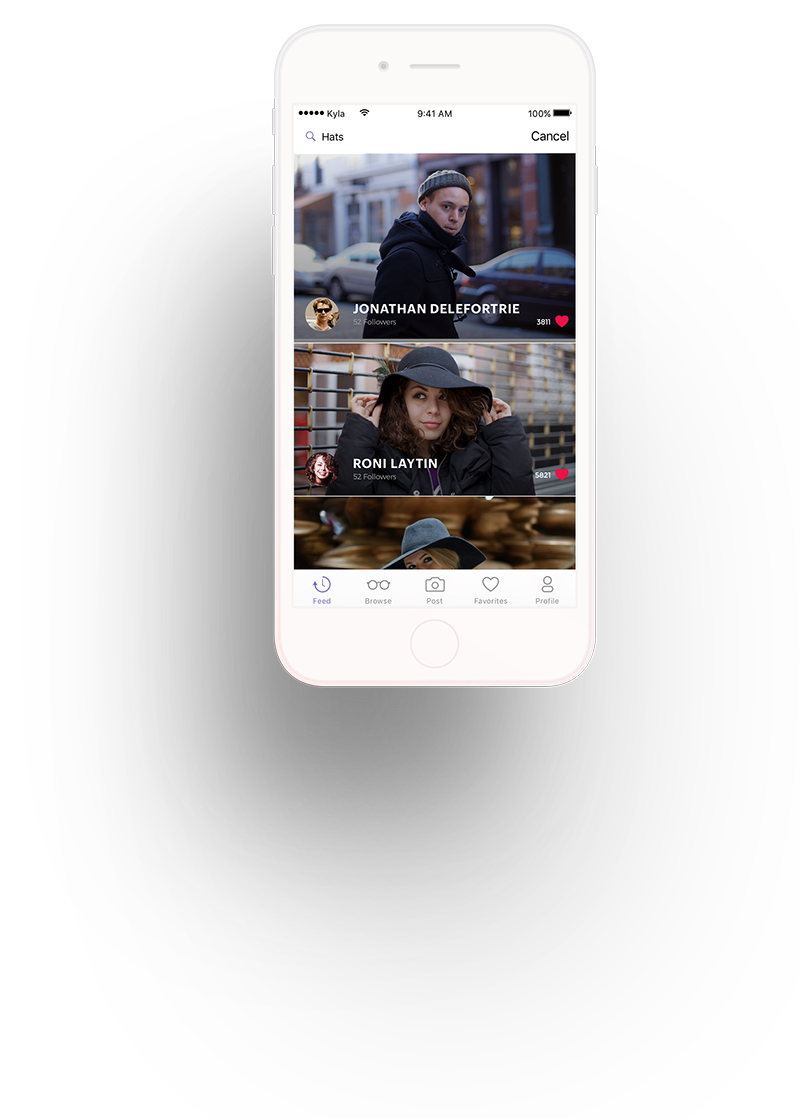 Kyla 9:41 AM 100%
Hats Cancel
JONATHAN DELEFORTRIE
52 Followers 3811
RONI LAYTIN
52 Followers 5821
Feed Browse Post Favorites Profile